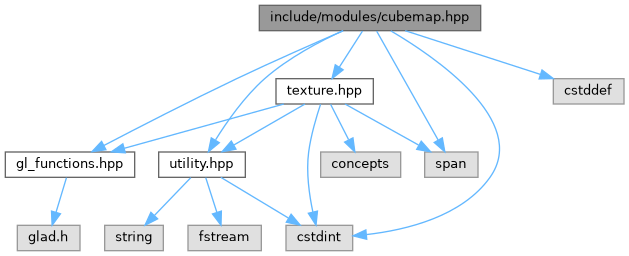 include/modules/cubemap.hpp
texture.hpp
cstddef
gl_functions.hpp
utility.hpp
concepts
span
glad.h
string
fstream
cstdint